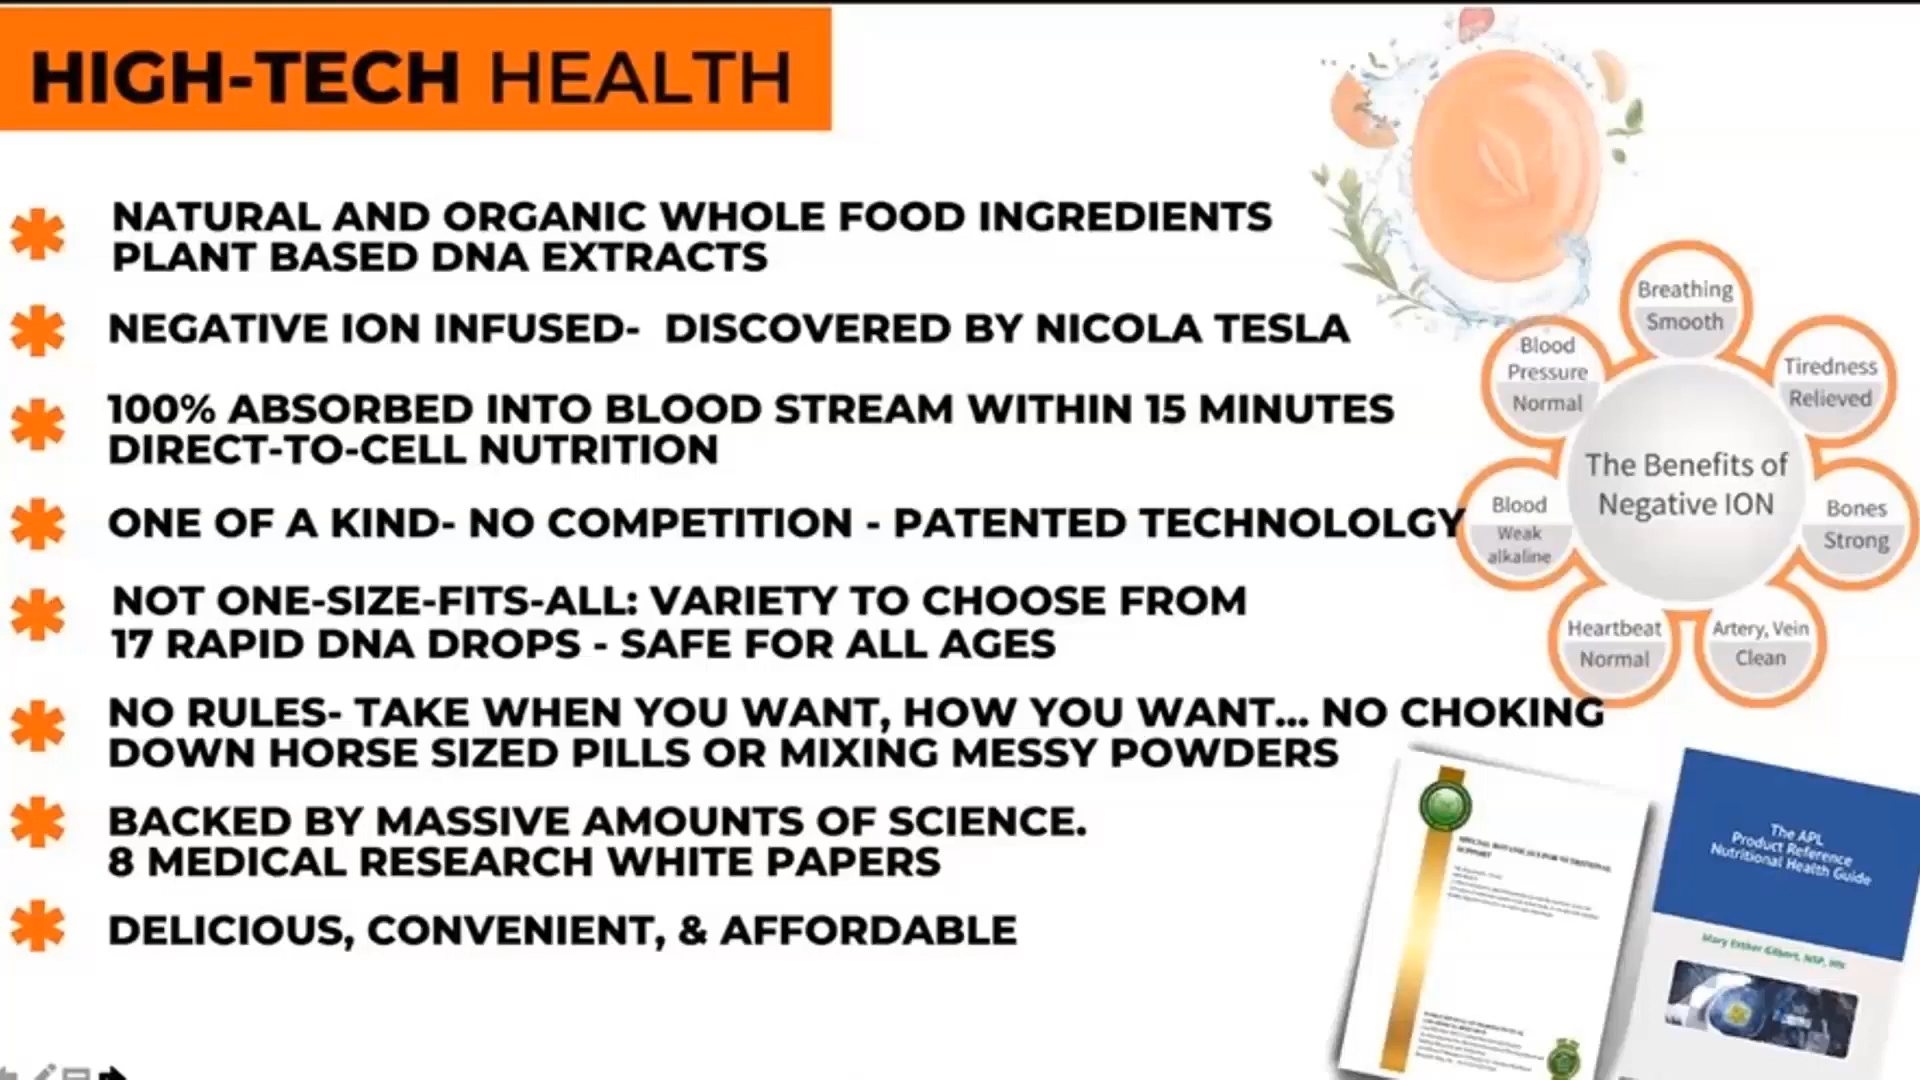 HIGH-TECH HEALTH
NATURAL AND ORGANIC WHOLE FOOD INGREDIENTS
PLANT BASED DNA EXTRACTS
NEGATIVE ION INFUSED- DISCOVERED BY NICOLA TESLA
100% ABSORBED INTO BLOOD STREAM WITHIN 15 MINUTES
DIRECT-TO-CELL NUTRITION
ONE OF A KIND- NO COMPETITION - PATENTED TECHNOLOLGY
NOT ONE-SIZE-FITS-ALL: VARIETY TO CHOOSE FROM
17 RAPID DNA DROPS - SAFE FOR ALL AGES
NO RULES- TAKE WHEN YOU WANT, HOW YOU WANT... NO CHOKING
DOWN HORSE SIZED PILLS OR MIXING MESSY POWDERS
BACKED BY MASSIVE AMOUNTS OF SCIENCE.
8 MEDICAL RESEARCH WHITE PAPERS
DELICIOUS, CONVENIENT, & AFFORDABLE
The Benefits of
Negative ION
Breathing
Smooth
Tiredness
Relieved
Bones
Strong
Artery, Vein
Clean
Heartbeat
Normal
Blood
Weak
alkaline
Blood
Pressure
Normal
The APL
Product Reference
Nutritional Health Guide
Mary Esther Gilbert, NSP,